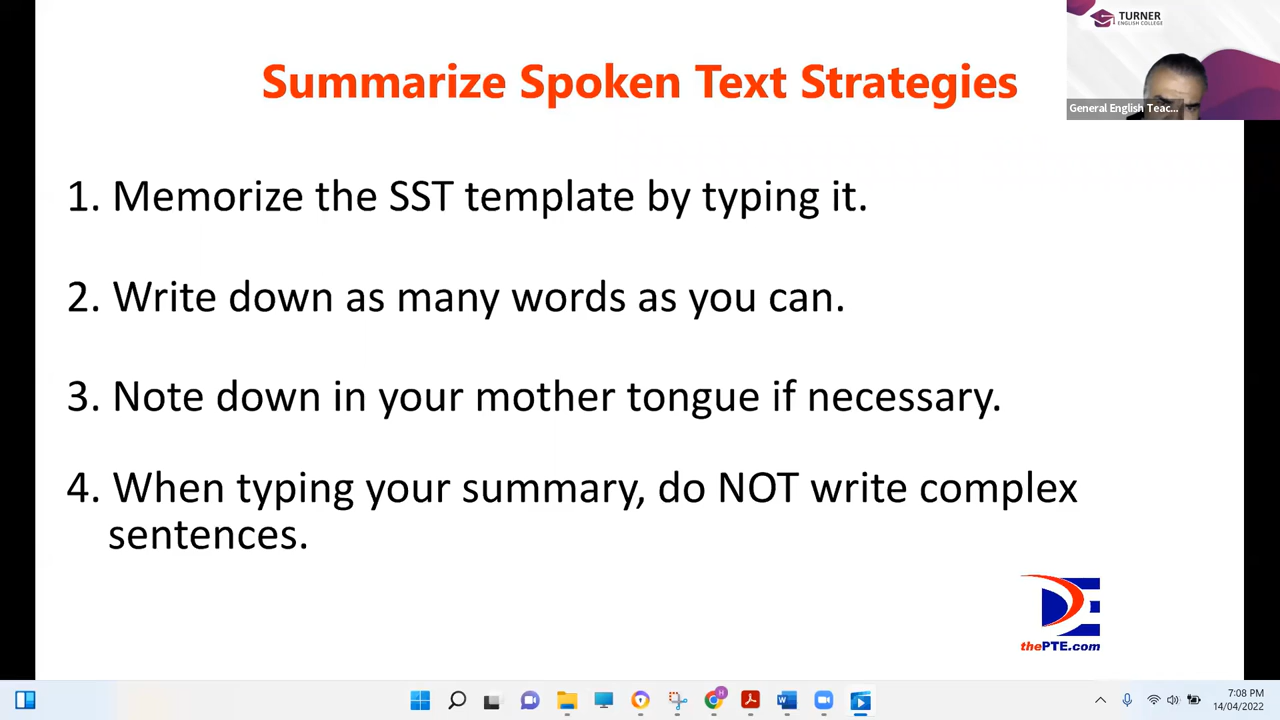 TURNER
ENGLISH COLLEGE
Summarize Spoken Text Strategies
General English Teac...
1. Memorize the SST template by typing it.
2. Write down as many words as you can.
3. Note down in your mother tongue if necessary.
4. When typing your summary, do NOT write complex
sentences.
thePTE.com
7:08 PM
14/04/2022